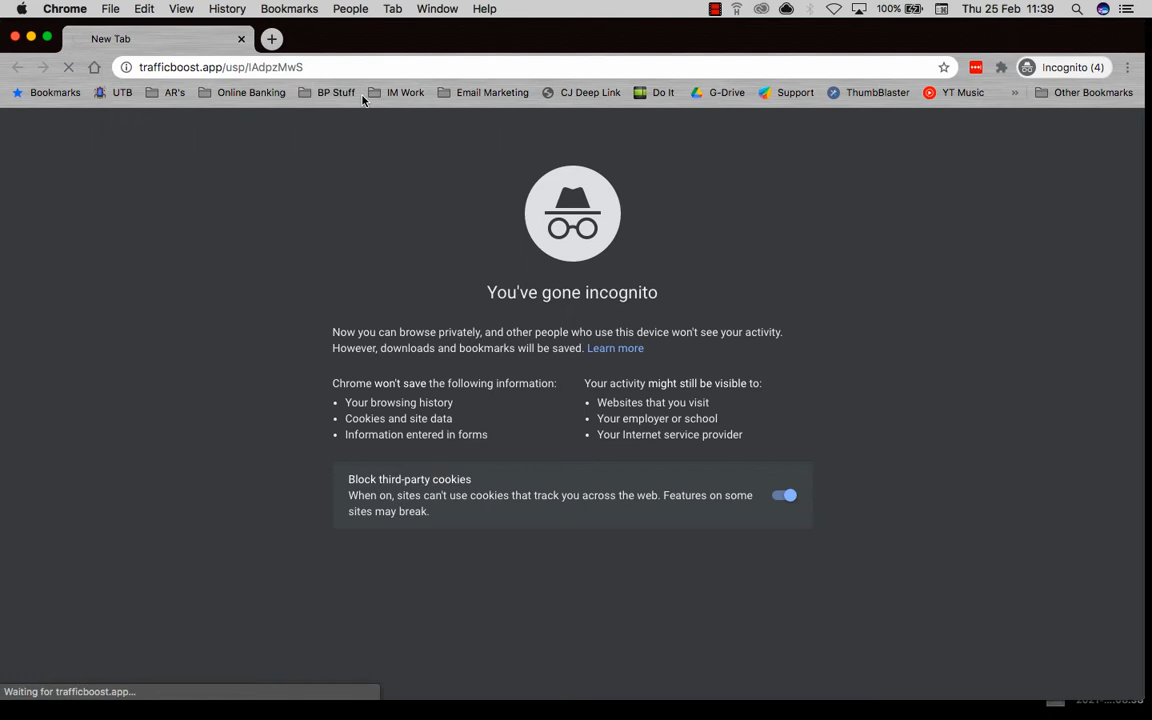 Chrome File Edit View History Bookmarks People Tab Window Help 100% Thu 25 Feb 11:39
New Tab
trafficboost.app/usp/IAdpzMwS Incognito (4)
Bookmarks UTB AR's Online Banking BP Stuff IM Work Email Marketing CJ Deep Link Do It G-Drive Support ThumbBlaster YT Music » Other Bookmarks
You've gone incognito
Now you can browse privately, and other people who use this device won't see your activity.
However, downloads and bookmarks will be saved. Learn more
Chrome won't save the following information:
• Your browsing history
• Cookies and site data
• Information entered in forms
Your activity might still be visible to:
• Websites that you visit
• Your employer or school
• Your Internet service provider
Block third-party cookies
When on, sites can't use cookies that track you across the web. Features on some
sites may break.
Waiting for trafficboost.app...